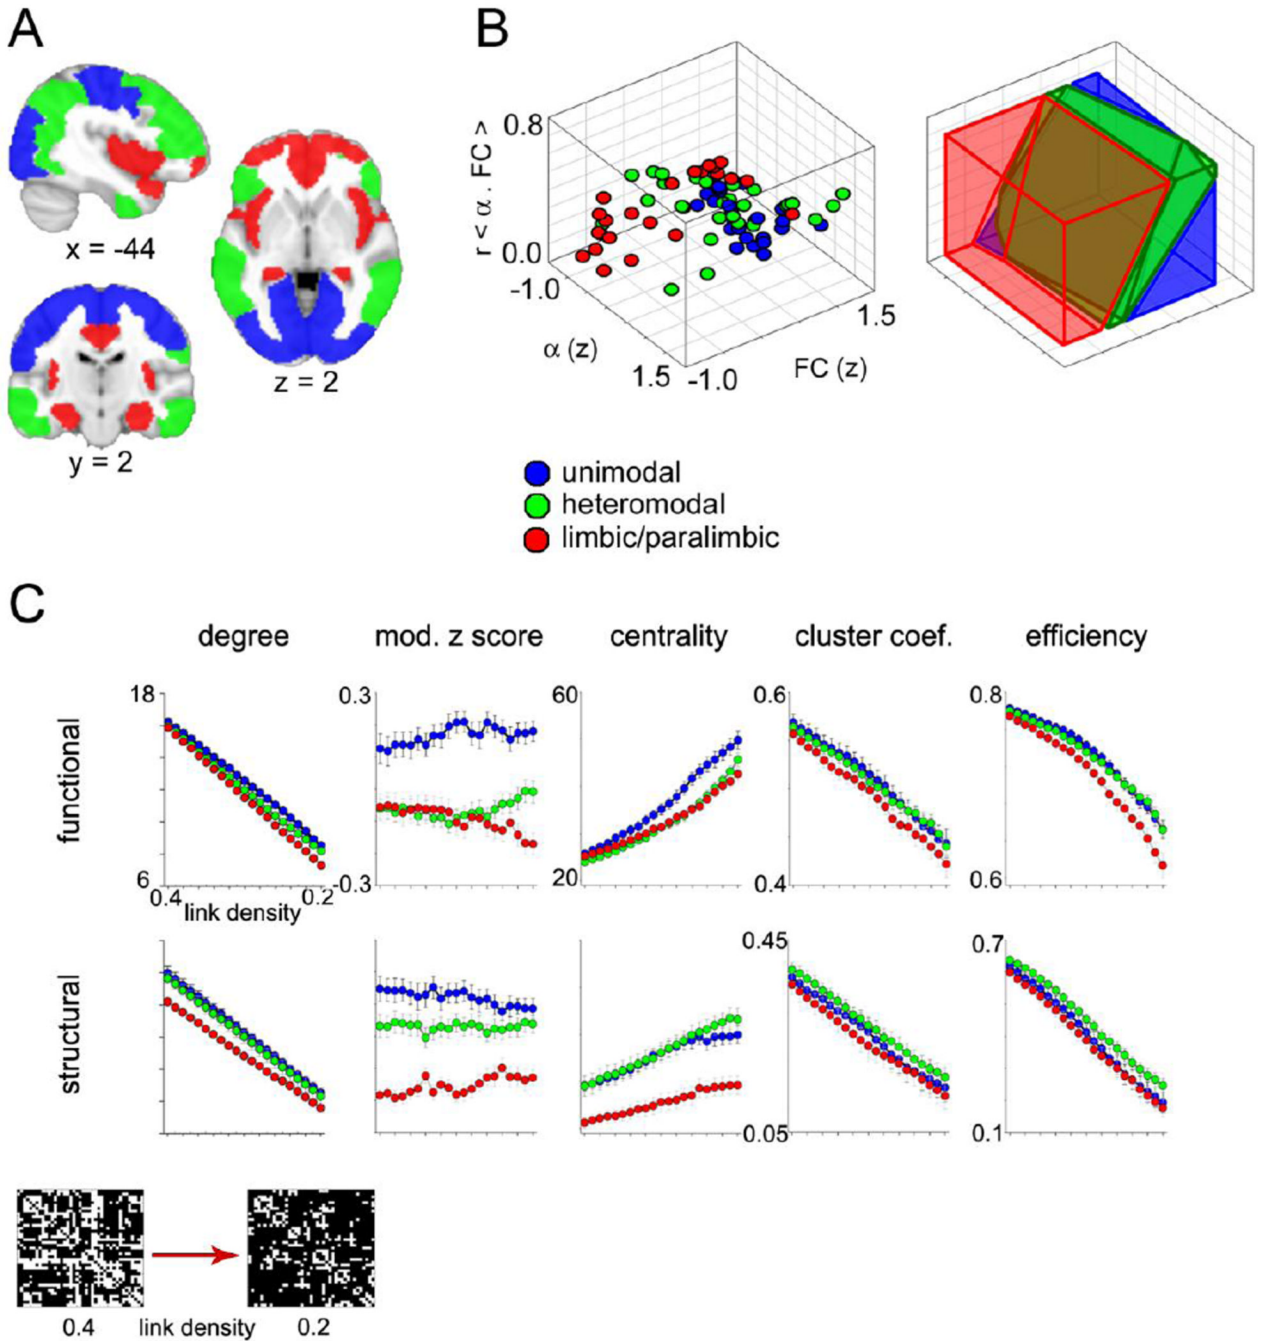 A
x = -44
y = 2
z = 2
B
0.8
r < α . FC >
0.0
-1.0
α (z)
1.5
-1.0
FC (z)
1.5
unimodal
heteromodal
limbic/paralimbic
C
degree
mod. z score
centrality
cluster coef.
efficiency
functional
18
6
0.4
link density
0.2
0.3
-0.3
60
20
0.6
0.4
0.8
0.6
structural
0.45
0.05
0.7
0.1
0.4
link density
0.2